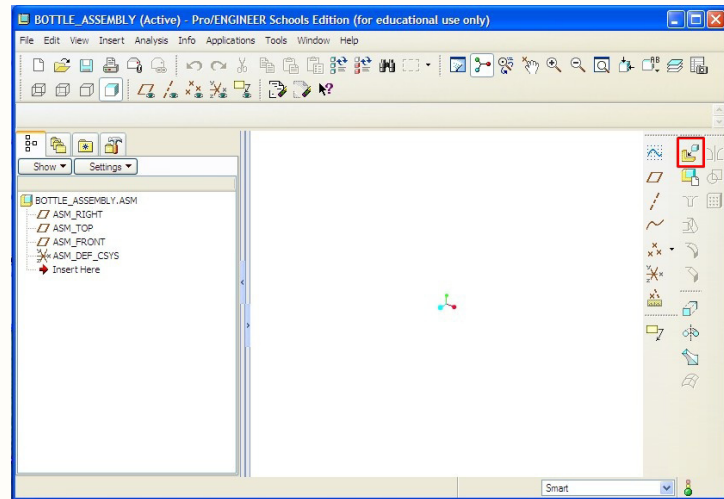 BOTTLE_ASSEMBLY (Active) - Pro/ENGINEER Schools Edition (for educational use only)
File Edit View Insert Analysis Info Applications Tools Window Help
Show Settings
BOTTLE_ASSEMBLY.ASM
ASM_RIGHT
ASM_TOP
ASM_FRONT
ASM_DEF_CSYS
Insert Here
Smart